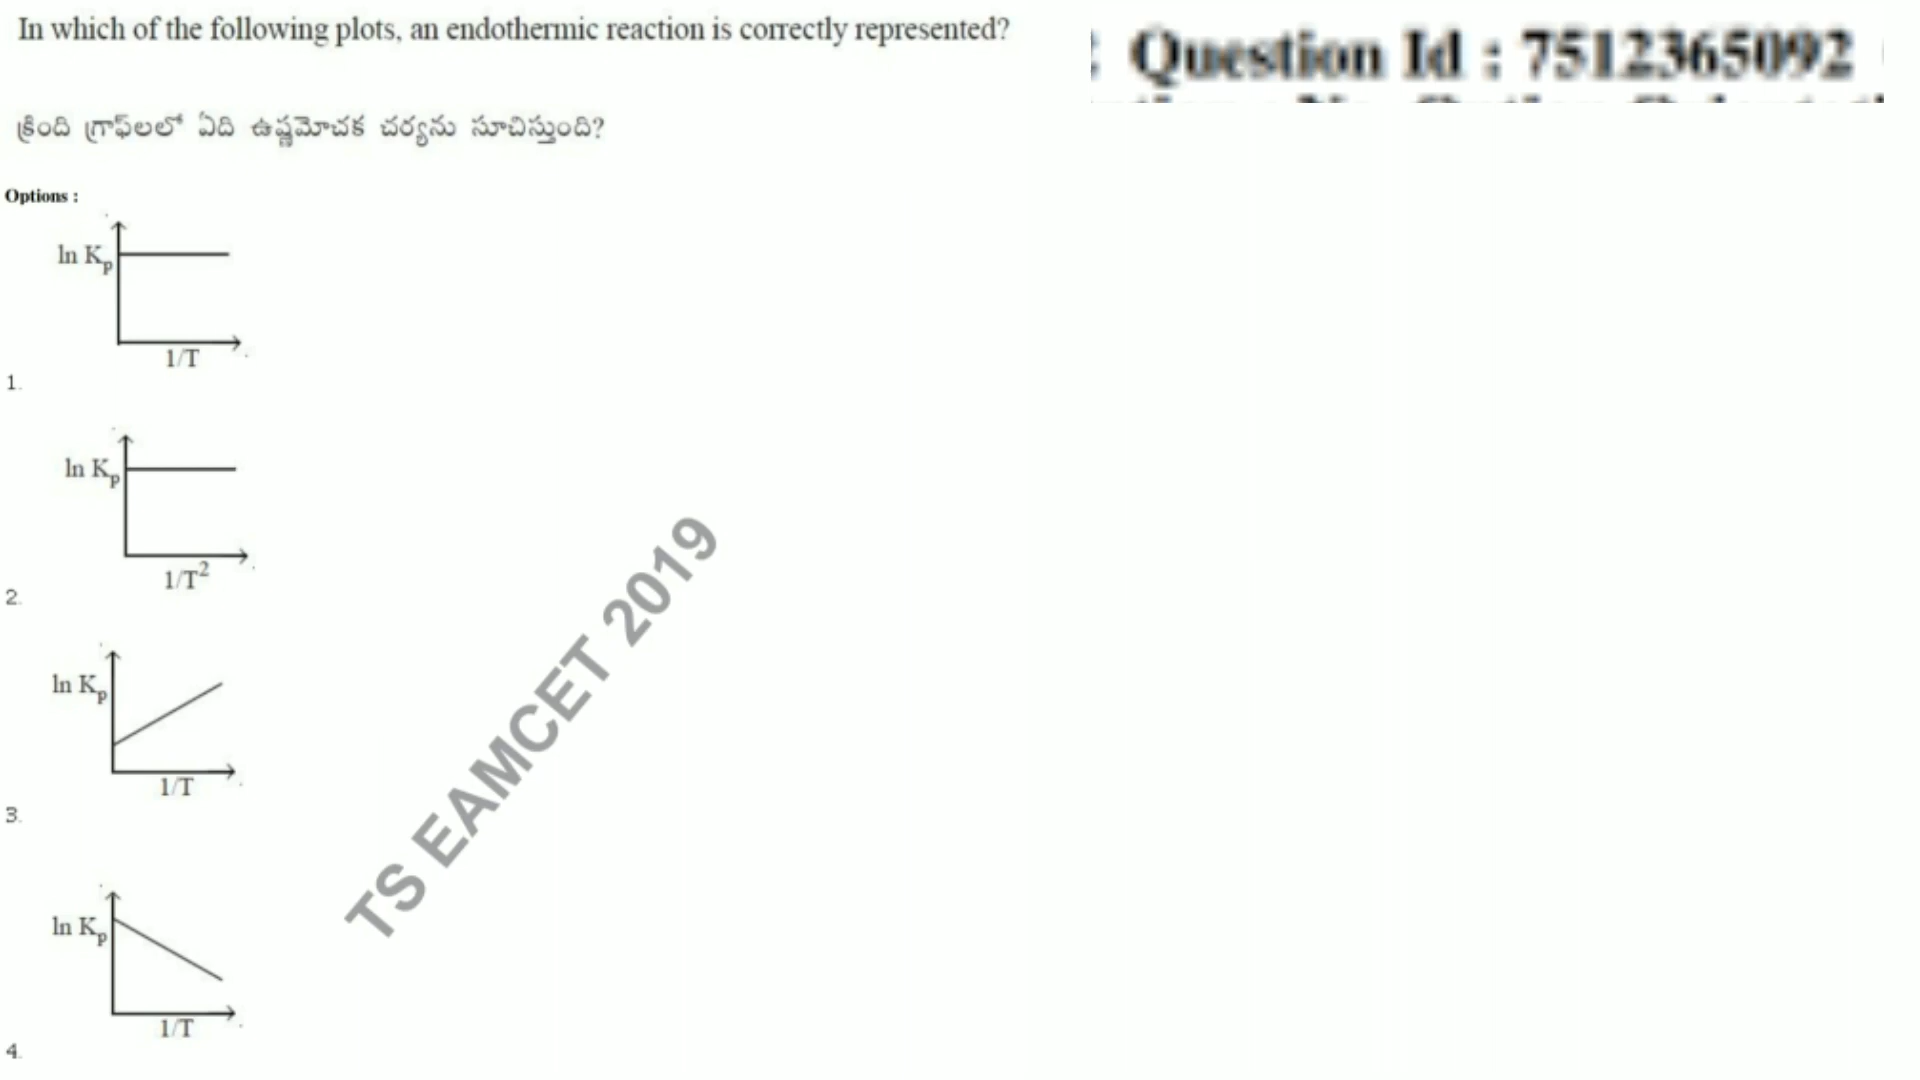 In which of the following plots, an endothermic reaction is correctly represented?
: Question Id : 7512365092
క్రింది గ్రాఫ్‌లలో ఏది ఉష్ణమోచక చర్యను సూచిస్తుంది?
Options :
ln Kp
1/T
1.
ln Kp
1/T²
2.
ln Kp
1/T
3.
ln Kp
1/T
4.
TS EAMCET 2019